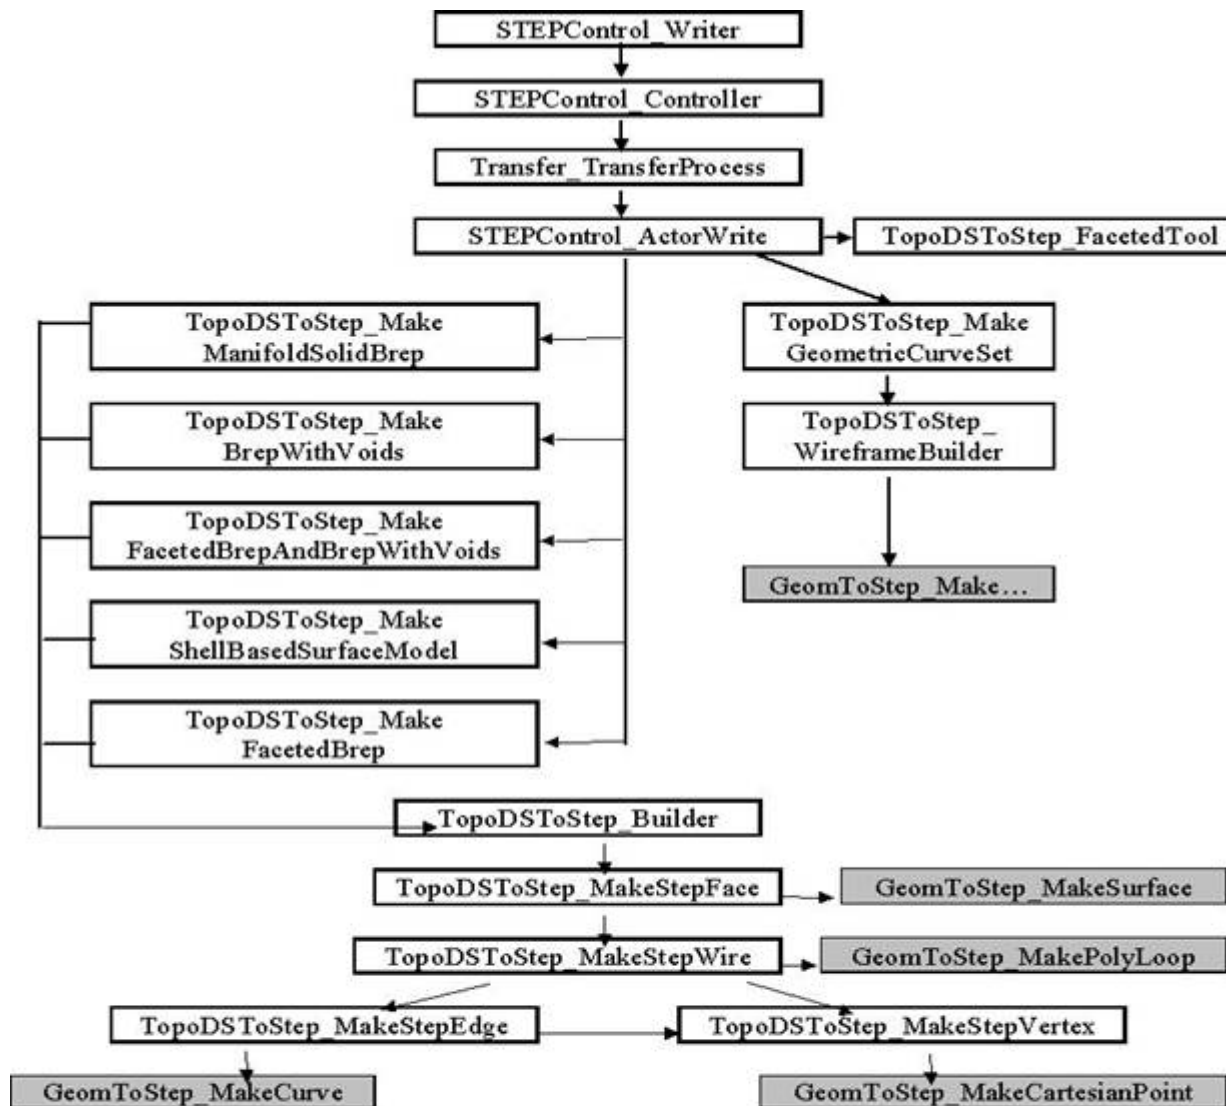 STEPControl_Writer
STEPControl_Controller
Transfer_TransferProcess
STEPControl_ActorWrite
TopoDSToStep_FacetedTool
TopoDSToStep_Make
ManifoldSolidBrep
TopoDSToStep_Make
GeometricCurveSet
TopoDSToStep_Make
BrepWithVoids
TopoDSToStep_
WireframeBuilder
TopoDSToStep_Make
FacetedBrepAndBrepWithVoids
GeomToStep_Make...
TopoDSToStep_Make
ShellBasedSurfaceModel
TopoDSToStep_Make
FacetedBrep
TopoDSToStep_Builder
TopoDSToStep_MakeStepFace
GeomToStep_MakeSurface
TopoDSToStep_MakeStepWire
GeomToStep_MakePolyLoop
TopoDSToStep_MakeStepEdge
TopoDSToStep_MakeStepVertex
GeomToStep_MakeCurve
GeomToStep_MakeCartesianPoint